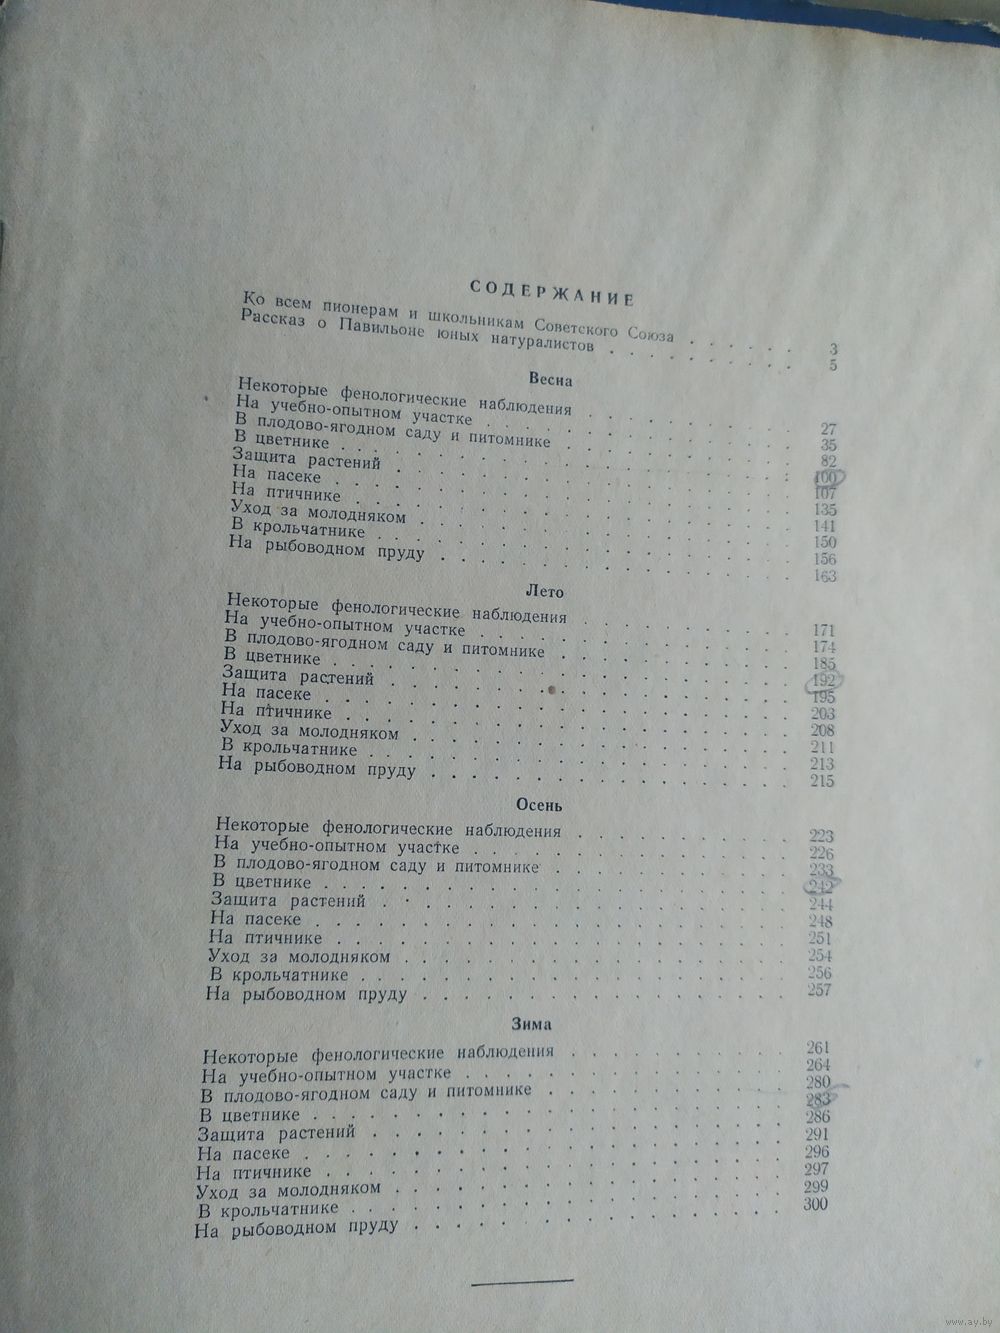 СОДЕРЖАНИЕ
Ко всем пионерам и школьникам Советского Союза . . . . . . 3
Рассказ о Павильоне юных натуралистов . . . . . . . . . 5
Весна
Некоторые фенологические наблюдения . . . . . . . . . 27
На учебно-опытном участке . . . . . . . . . . . . 35
В плодово-ягодном саду и питомнике . . . . . . . . . 82
В цветнике . . . . . . . . . . . . . . . . 100
Защита растений . . . . . . . . . . . . . . 107
На пасеке . . . . . . . . . . . . . . . . 135
На птичнике . . . . . . . . . . . . . . . 141
Уход за молодняком . . . . . . . . . . . . . 150
В крольчатнике . . . . . . . . . . . . . . 156
На рыбоводном пруду . . . . . . . . . . . . . 163
Лето
Некоторые фенологические наблюдения . . . . . . . . . 171
На учебно-опытном участке . . . . . . . . . . . . 174
В плодово-ягодном саду и питомнике . . . . . . . . . 185
В цветнике . . . . . . . . . . . . . . . . 192
Защита растений . . . . . . . . . . . . . . 195
На пасеке . . . . . . . . . . . . . . . . 203
На птичнике . . . . . . . . . . . . . . . 208
Уход за молодняком . . . . . . . . . . . . . 211
В крольчатнике . . . . . . . . . . . . . . 213
На рыбоводном пруду . . . . . . . . . . . . . 215
Осень
Некоторые фенологические наблюдения . . . . . . . . . 223
На учебно-опытном участке . . . . . . . . . . . . 226
В плодово-ягодном саду и питомнике . . . . . . . . . 233
В цветнике . . . . . . . . . . . . . . . . 242
Защита растений . . . . . . . . . . . . . . 244
На пасеке . . . . . . . . . . . . . . . . 248
На птичнике . . . . . . . . . . . . . . . 251
Уход за молодняком . . . . . . . . . . . . . 254
В крольчатнике . . . . . . . . . . . . . . 256
На рыбоводном пруду . . . . . . . . . . . . . 257
Зима
Некоторые фенологические наблюдения . . . . . . . . . 261
На учебно-опытном участке . . . . . . . . . . . . 264
В плодово-ягодном саду и питомнике . . . . . . . . . 280
В цветнике . . . . . . . . . . . . . . . . 283
Защита растений . . . . . . . . . . . . . . 286
На пасеке . . . . . . . . . . . . . . . . 291
На птичнике . . . . . . . . . . . . . . . 296
Уход за молодняком . . . . . . . . . . . . . 297
В крольчатнике . . . . . . . . . . . . . . 299
На рыбоводном пруду . . . . . . . . . . . . . 300
www.ay.by